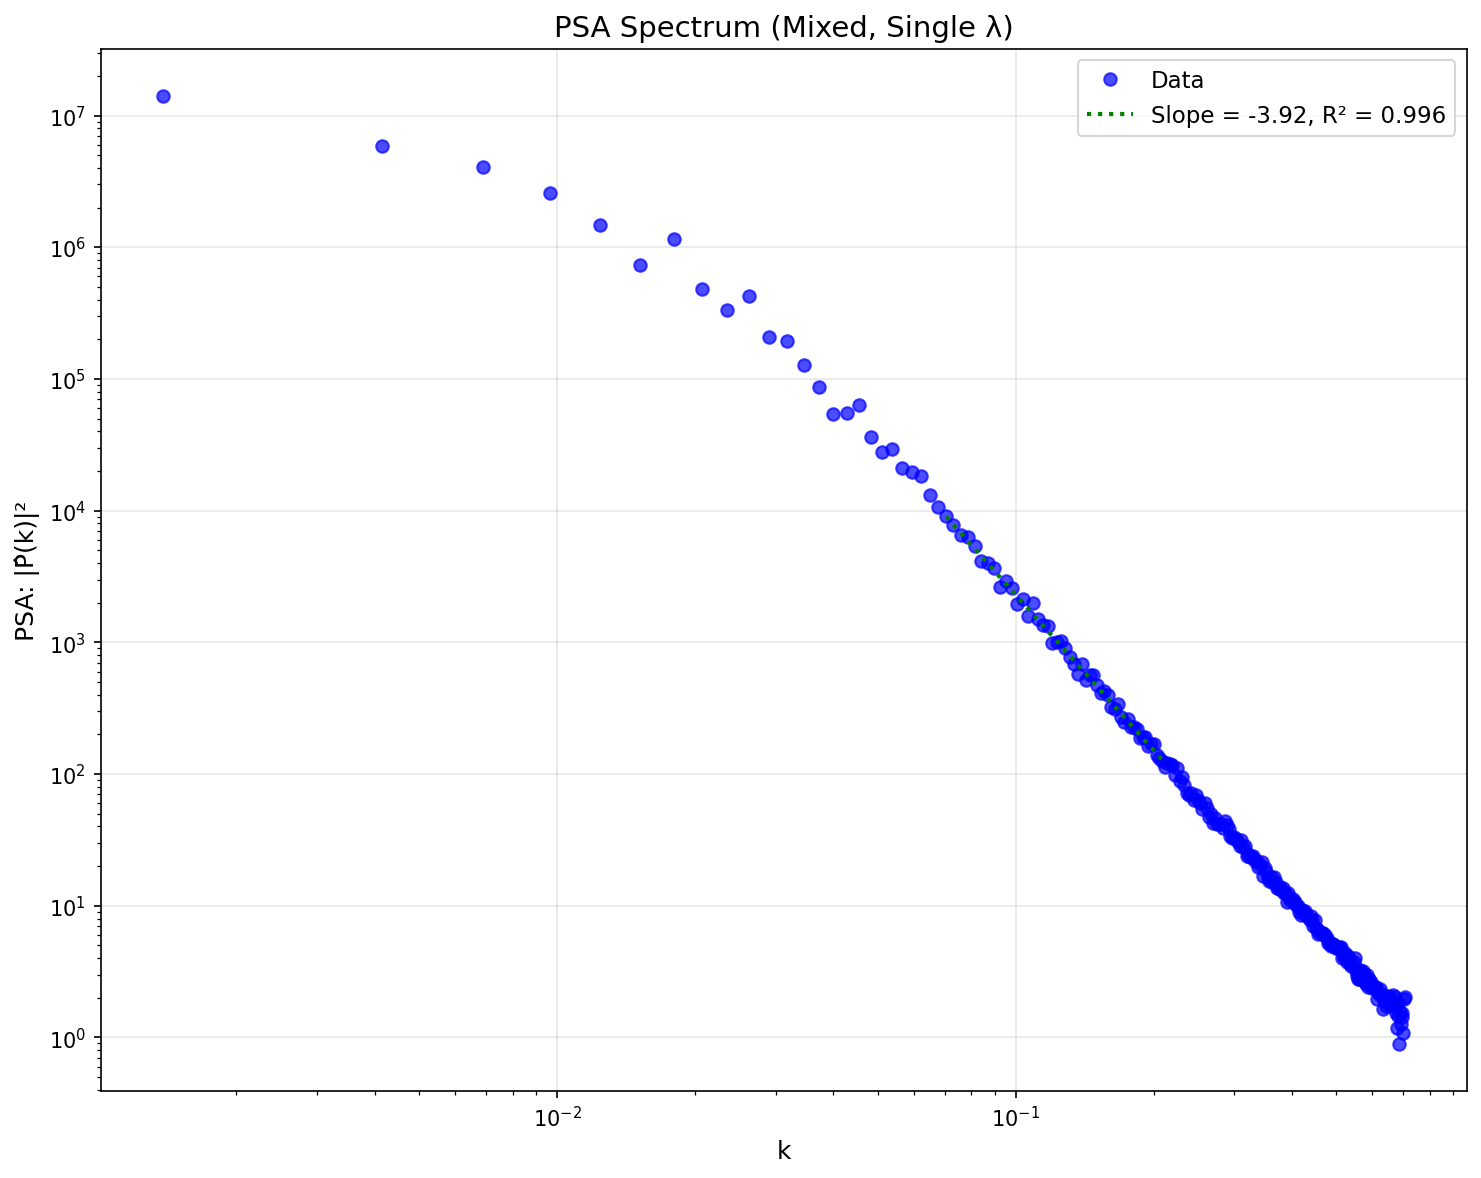 PSA Spectrum (Mixed, Single λ)
Data
Slope = -3.92, R² = 0.996
PSA: |P(k)|²
10⁷
10⁶
10⁵
10⁴
10³
10²
10¹
10⁰
10⁻²
10⁻¹
k